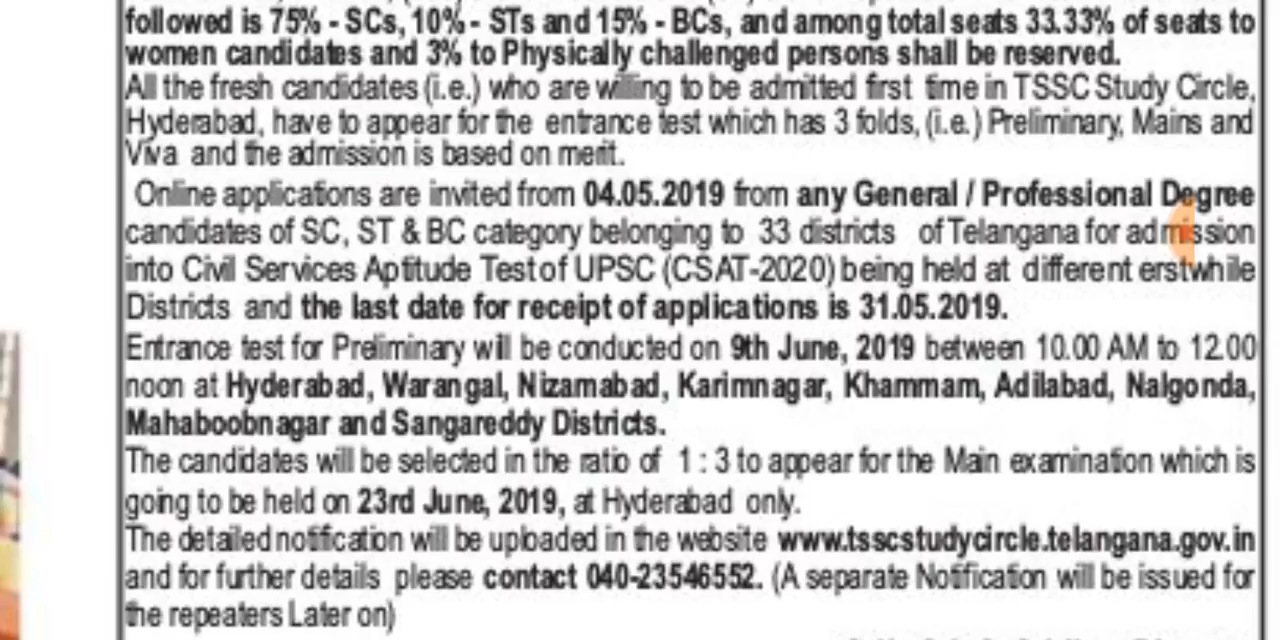 followed is 75% - SCs, 10% - STs and 15% - BCs, and among total seats 33.33% of seats to
women candidates and 3% to Physically challenged persons shall be reserved.
All the fresh candidates (i.e.) who are willing to be admitted first time in TSSC Study Circle,
Hyderabad, have to appear for the entrance test which has 3 folds, (i.e.) Preliminary, Mains and
Viva and the admission is based on merit.
Online applications are invited from 04.05.2019 from any General / Professional Degree
candidates of SC, ST & BC category belonging to 33 districts of Telangana for admission
into Civil Services Aptitude Test of UPSC (CSAT-2020) being held at different erstwhile
Districts and the last date for receipt of applications is 31.05.2019.
Entrance test for Preliminary will be conducted on 9th June, 2019 between 10.00 AM to 12.00
noon at Hyderabad, Warangal, Nizamabad, Karimnagar, Khammam, Adilabad, Nalgonda,
Mahaboobnagar and Sangareddy Districts.
The candidates will be selected in the ratio of 1 : 3 to appear for the Main examination which is
going to be held on 23rd June, 2019, at Hyderabad only.
The detailed notification will be uploaded in the website www.tsscstudycircle.telangana.gov.in
and for further details please contact 040-23546552. (A separate Notification will be issued for
the repeaters Later on)